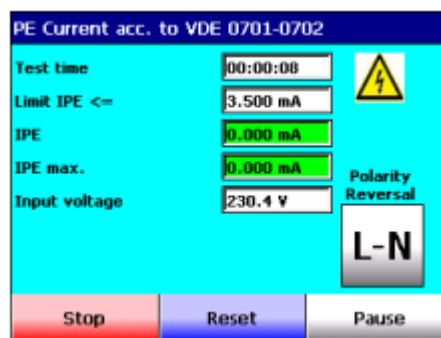 PE Current acc. to VDE 0701-0702
Test time 00:00:08
Limit IPE <= 3.500 mA
IPE 0.000 mA
IPE max. 0.000 mA
Input voltage 230.4 V
Polarity
Reversal
L-N
Stop Reset Pause